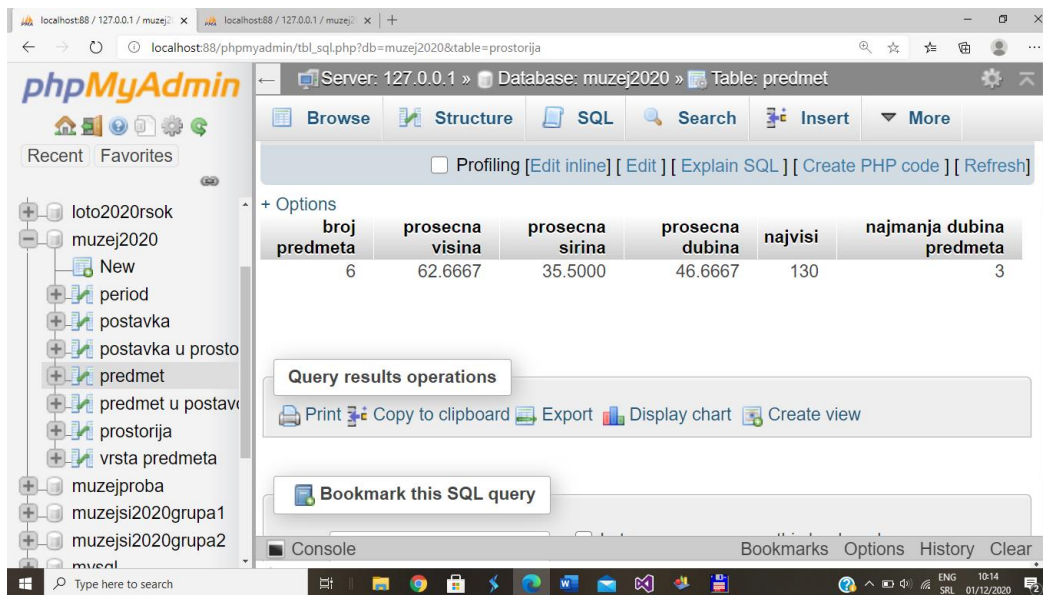 localhost:88 / 127.0.0.1 / muzej2
localhost:88 / 127.0.0.1 / muzej2
localhost:88/phpmyadmin/tbl_sql.php?db=muzej2020&table=prostorija
phpMyAdmin
Recent Favorites
loto2020rsok
muzej2020
New
period
postavka
postavka u prosto
predmet
predmet u postavc
prostorija
vrsta predmeta
muzejproba
muzejsi2020grupa1
muzejsi2020grupa2
mysql
Server: 127.0.0.1 » Database: muzej2020 » Table: predmet
Browse Structure SQL Search Insert More
Profiling [Edit inline] [ Edit ] [ Explain SQL ] [ Create PHP code ] [ Refresh]
+ Options
broj predmeta prosecna visina prosecna sirina prosecna dubina najvisi najmanja dubina predmeta
6 62.6667 35.5000 46.6667 130 3
Query results operations
Print Copy to clipboard Export Display chart Create view
Bookmark this SQL query
Console Bookmarks Options History Clear
Type here to search
ENG 10:14
SRL 01/12/2020
2